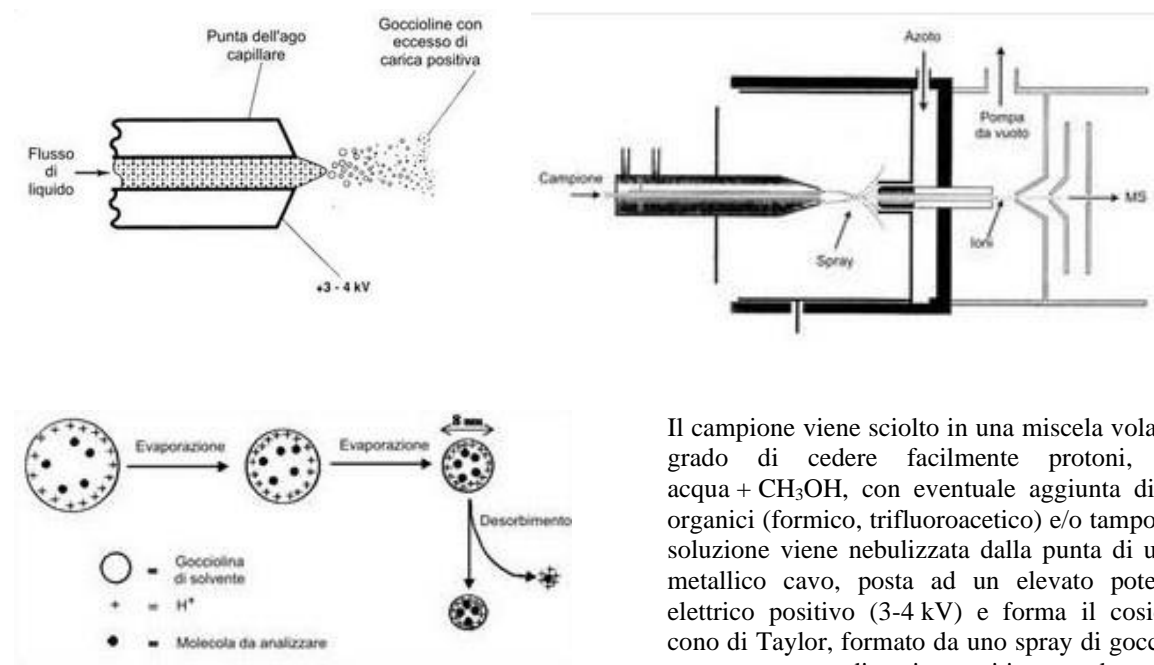 Punta dell'ago
capillare
Goccioline con
eccesso di
carica positiva
Flusso
di
liquido
+3 - 4 kV
Azoto
Pompa
da vuoto
Campione
MS
Spray
Ioni
8 nm
Evaporazione
Evaporazione
Desorbimento
= Gocciolina
di solvente
+ = H⁺
= Molecola da analizzare
Il campione viene sciolto in una miscela vola
grado di cedere facilmente protoni,
acqua + CH₃OH, con eventuale aggiunta di
organici (formico, trifluoroacetico) e/o tampo
soluzione viene nebulizzata dalla punta di u
metallico cavo, posta ad un elevato pote
elettrico positivo (3-4 kV) e forma il cosi
cono di Taylor, formato da uno spray di gocc